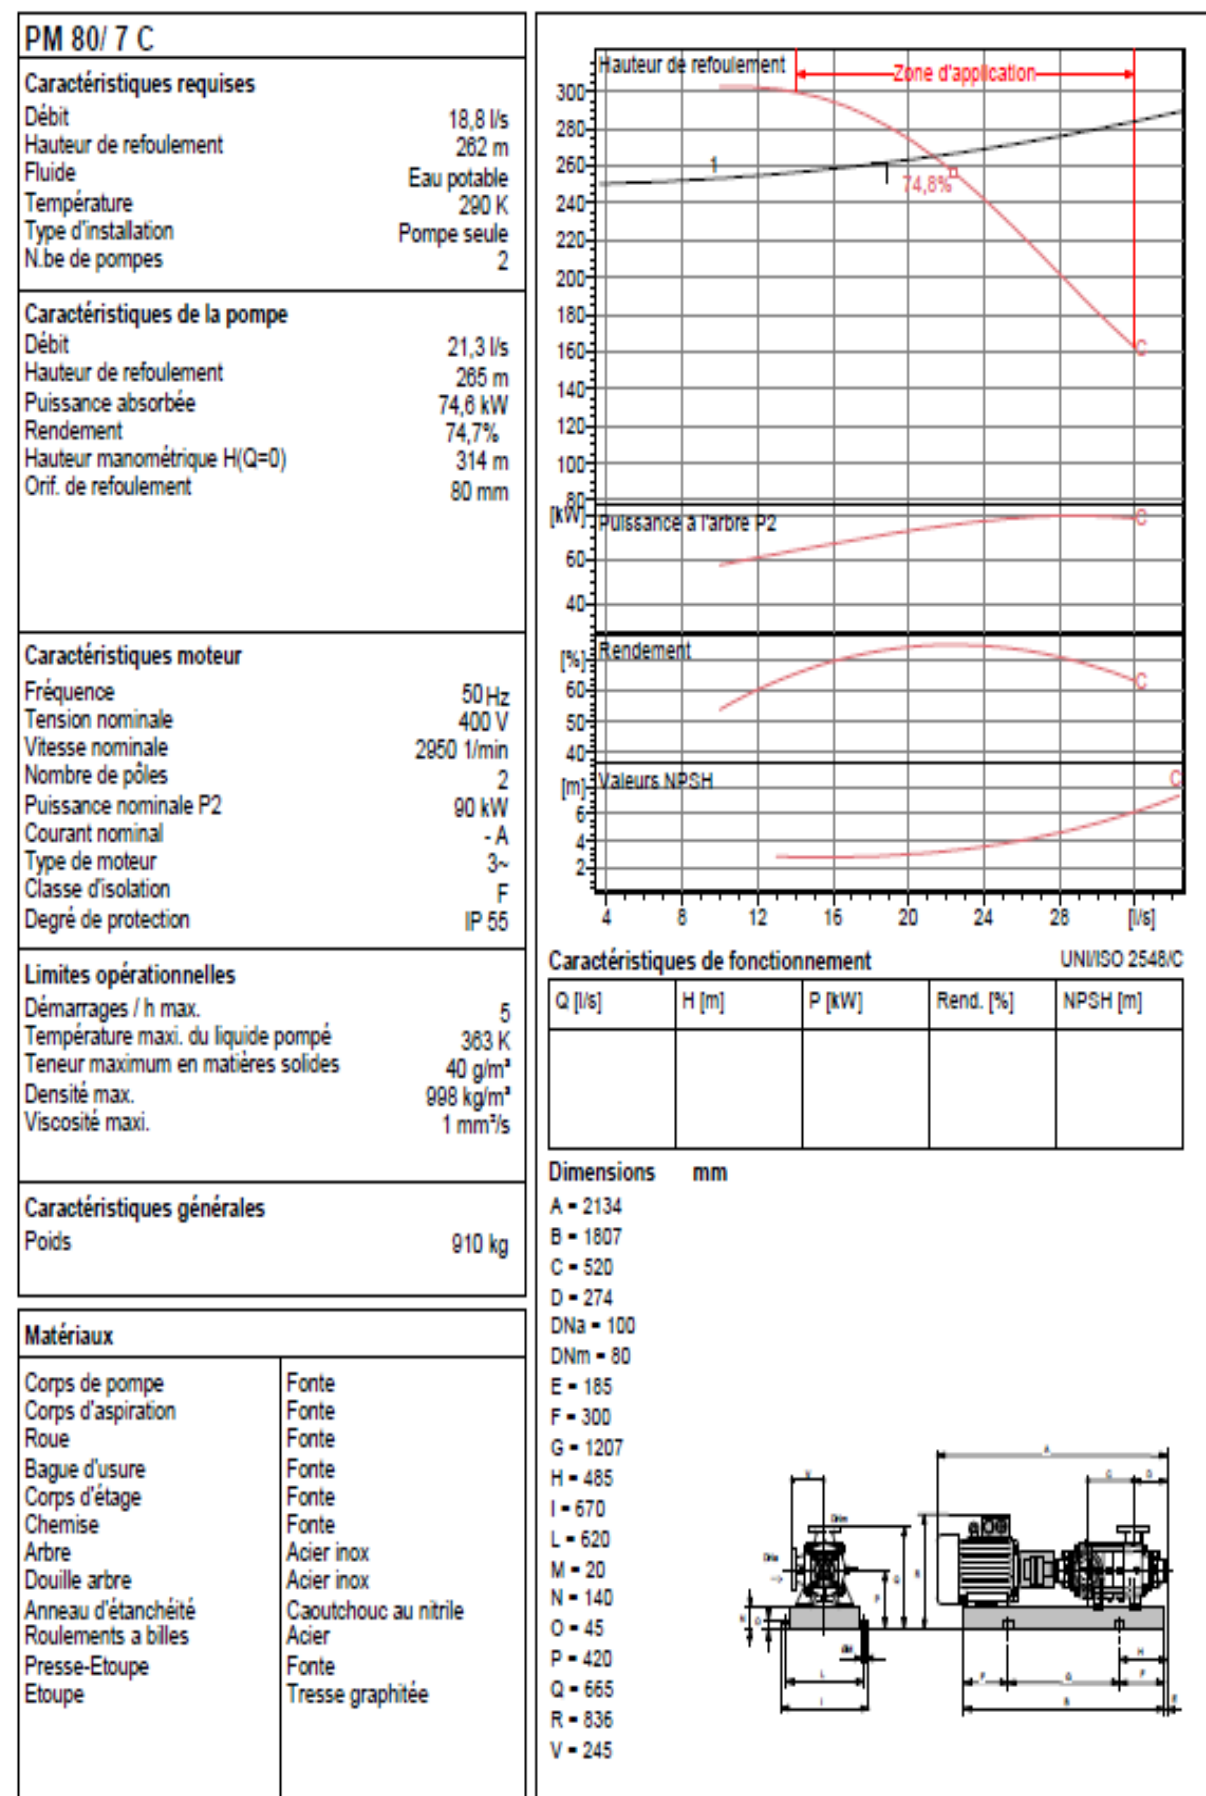 PM 80/ 7 C
Caractéristiques requises
Débit 18,8 l/s
Hauteur de refoulement 262 m
Fluide Eau potable
Température 290 K
Type d'installation Pompe seule
N.be de pompes 2
Caractéristiques de la pompe
Débit 21,3 l/s
Hauteur de refoulement 265 m
Puissance absorbée 74,6 kW
Rendement 74,7%
Hauteur manométrique H(Q=0) 314 m
Orif. de refoulement 80 mm
Caractéristiques moteur
Fréquence 50 Hz
Tension nominale 400 V
Vitesse nominale 2950 1/min
Nombre de pôles 2
Puissance nominale P2 90 kW
Courant nominal - A
Type de moteur 3~
Classe d'isolation F
Degré de protection IP 55
Limites opérationnelles
Démarrages / h max. 5
Température maxi. du liquide pompé 363 K
Teneur maximum en matières solides 40 g/m³
Densité max. 998 kg/m³
Viscosité maxi. 1 mm²/s
Caractéristiques générales
Poids 910 kg
Matériaux
Corps de pompe Fonte
Corps d'aspiration Fonte
Roue Fonte
Bague d'usure Fonte
Corps d'étage Fonte
Chemise Fonte
Arbre Acier inox
Douille arbre Acier inox
Anneau d'étanchéité Caoutchouc au nitrile
Roulements a billes Acier
Presse-Etoupe Fonte
Etoupe Tresse graphitée
Hauteur de refoulement
Zone d'application
300
280
260
240
220
200
180
160
140
120
100
80
1
74,8%
C
[kW]
Puissance à l'arbre P2
60
40
C
[%]
Rendement
60
50
40
C
[m]
Valeurs NPSH
6
4
2
C
4 8 12 16 20 24 28 [l/s]
Caractéristiques de fonctionnement UNI/ISO 2548/C
Q [l/s] H [m] P [kW] Rend. [%] NPSH [m]
Dimensions mm
A = 2134
B = 1807
C = 520
D = 274
DNa = 100
DNm = 80
E = 185
F = 300
G = 1207
H = 485
I = 670
L = 620
M = 20
N = 140
O = 45
P = 420
Q = 665
R = 836
V = 245
V
DNm
DNa
L
I
A
C
D
H
F
G
F
B
E